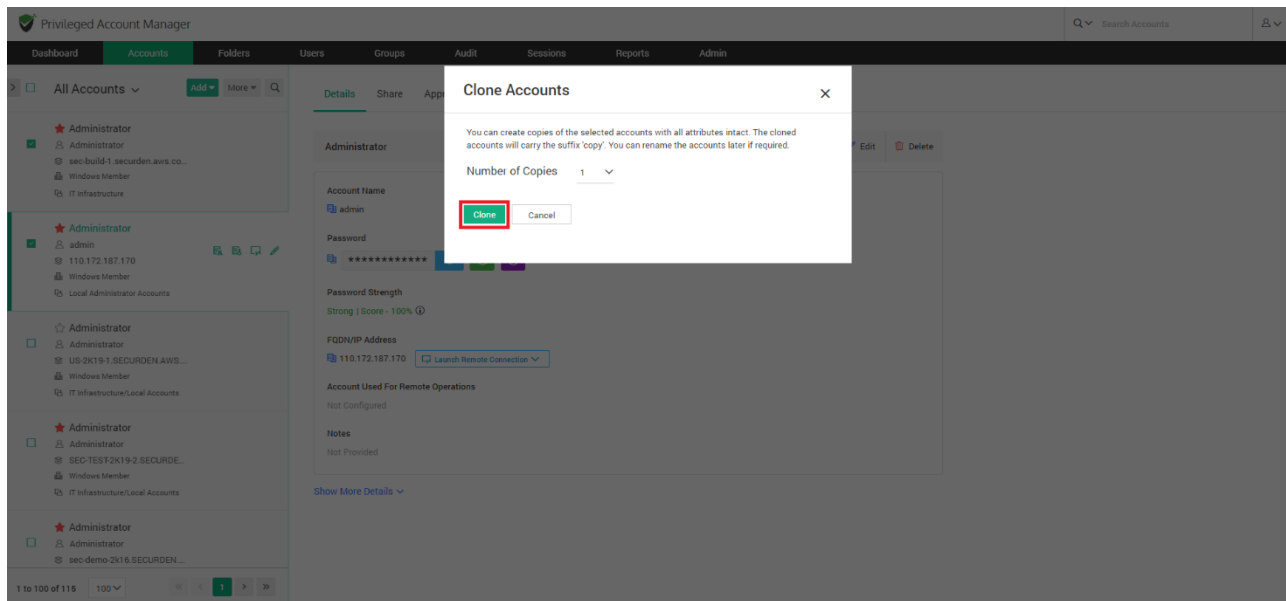 Privileged Account Manager
Search Accounts
Dashboard Accounts Folders Users Groups Audit Sessions Reports Admin
All Accounts Add More
Administrator
Administrator
sec-build-1.securden.aws.co...
Windows Member
IT Infrastructure
Administrator
admin
110.172.187.170
Windows Member
Local Administrator Accounts
Administrator
Administrator
US-2K19-1.SECURDEN.AWS...
Windows Member
IT Infrastructure/Local Accounts
Administrator
Administrator
SEC-TEST-2K19-2.SECURDE...
Windows Member
IT Infrastructure/Local Accounts
Administrator
Administrator
sec-demo-2k16.SECURDEN...
1 to 100 of 115 100 « < 1 > »
Details Share Appr
Administrator Edit Delete
Account Name
admin
Password
************
Password Strength
Strong | Score - 100%
FQDN/IP Address
110.172.187.170 Launch Remote Connection
Account Used For Remote Operations
Not Configured
Notes
Not Provided
Show More Details
Clone Accounts
You can create copies of the selected accounts with all attributes intact. The cloned
accounts will carry the suffix 'copy'. You can rename the accounts later if required.
Number of Copies 1
Clone Cancel